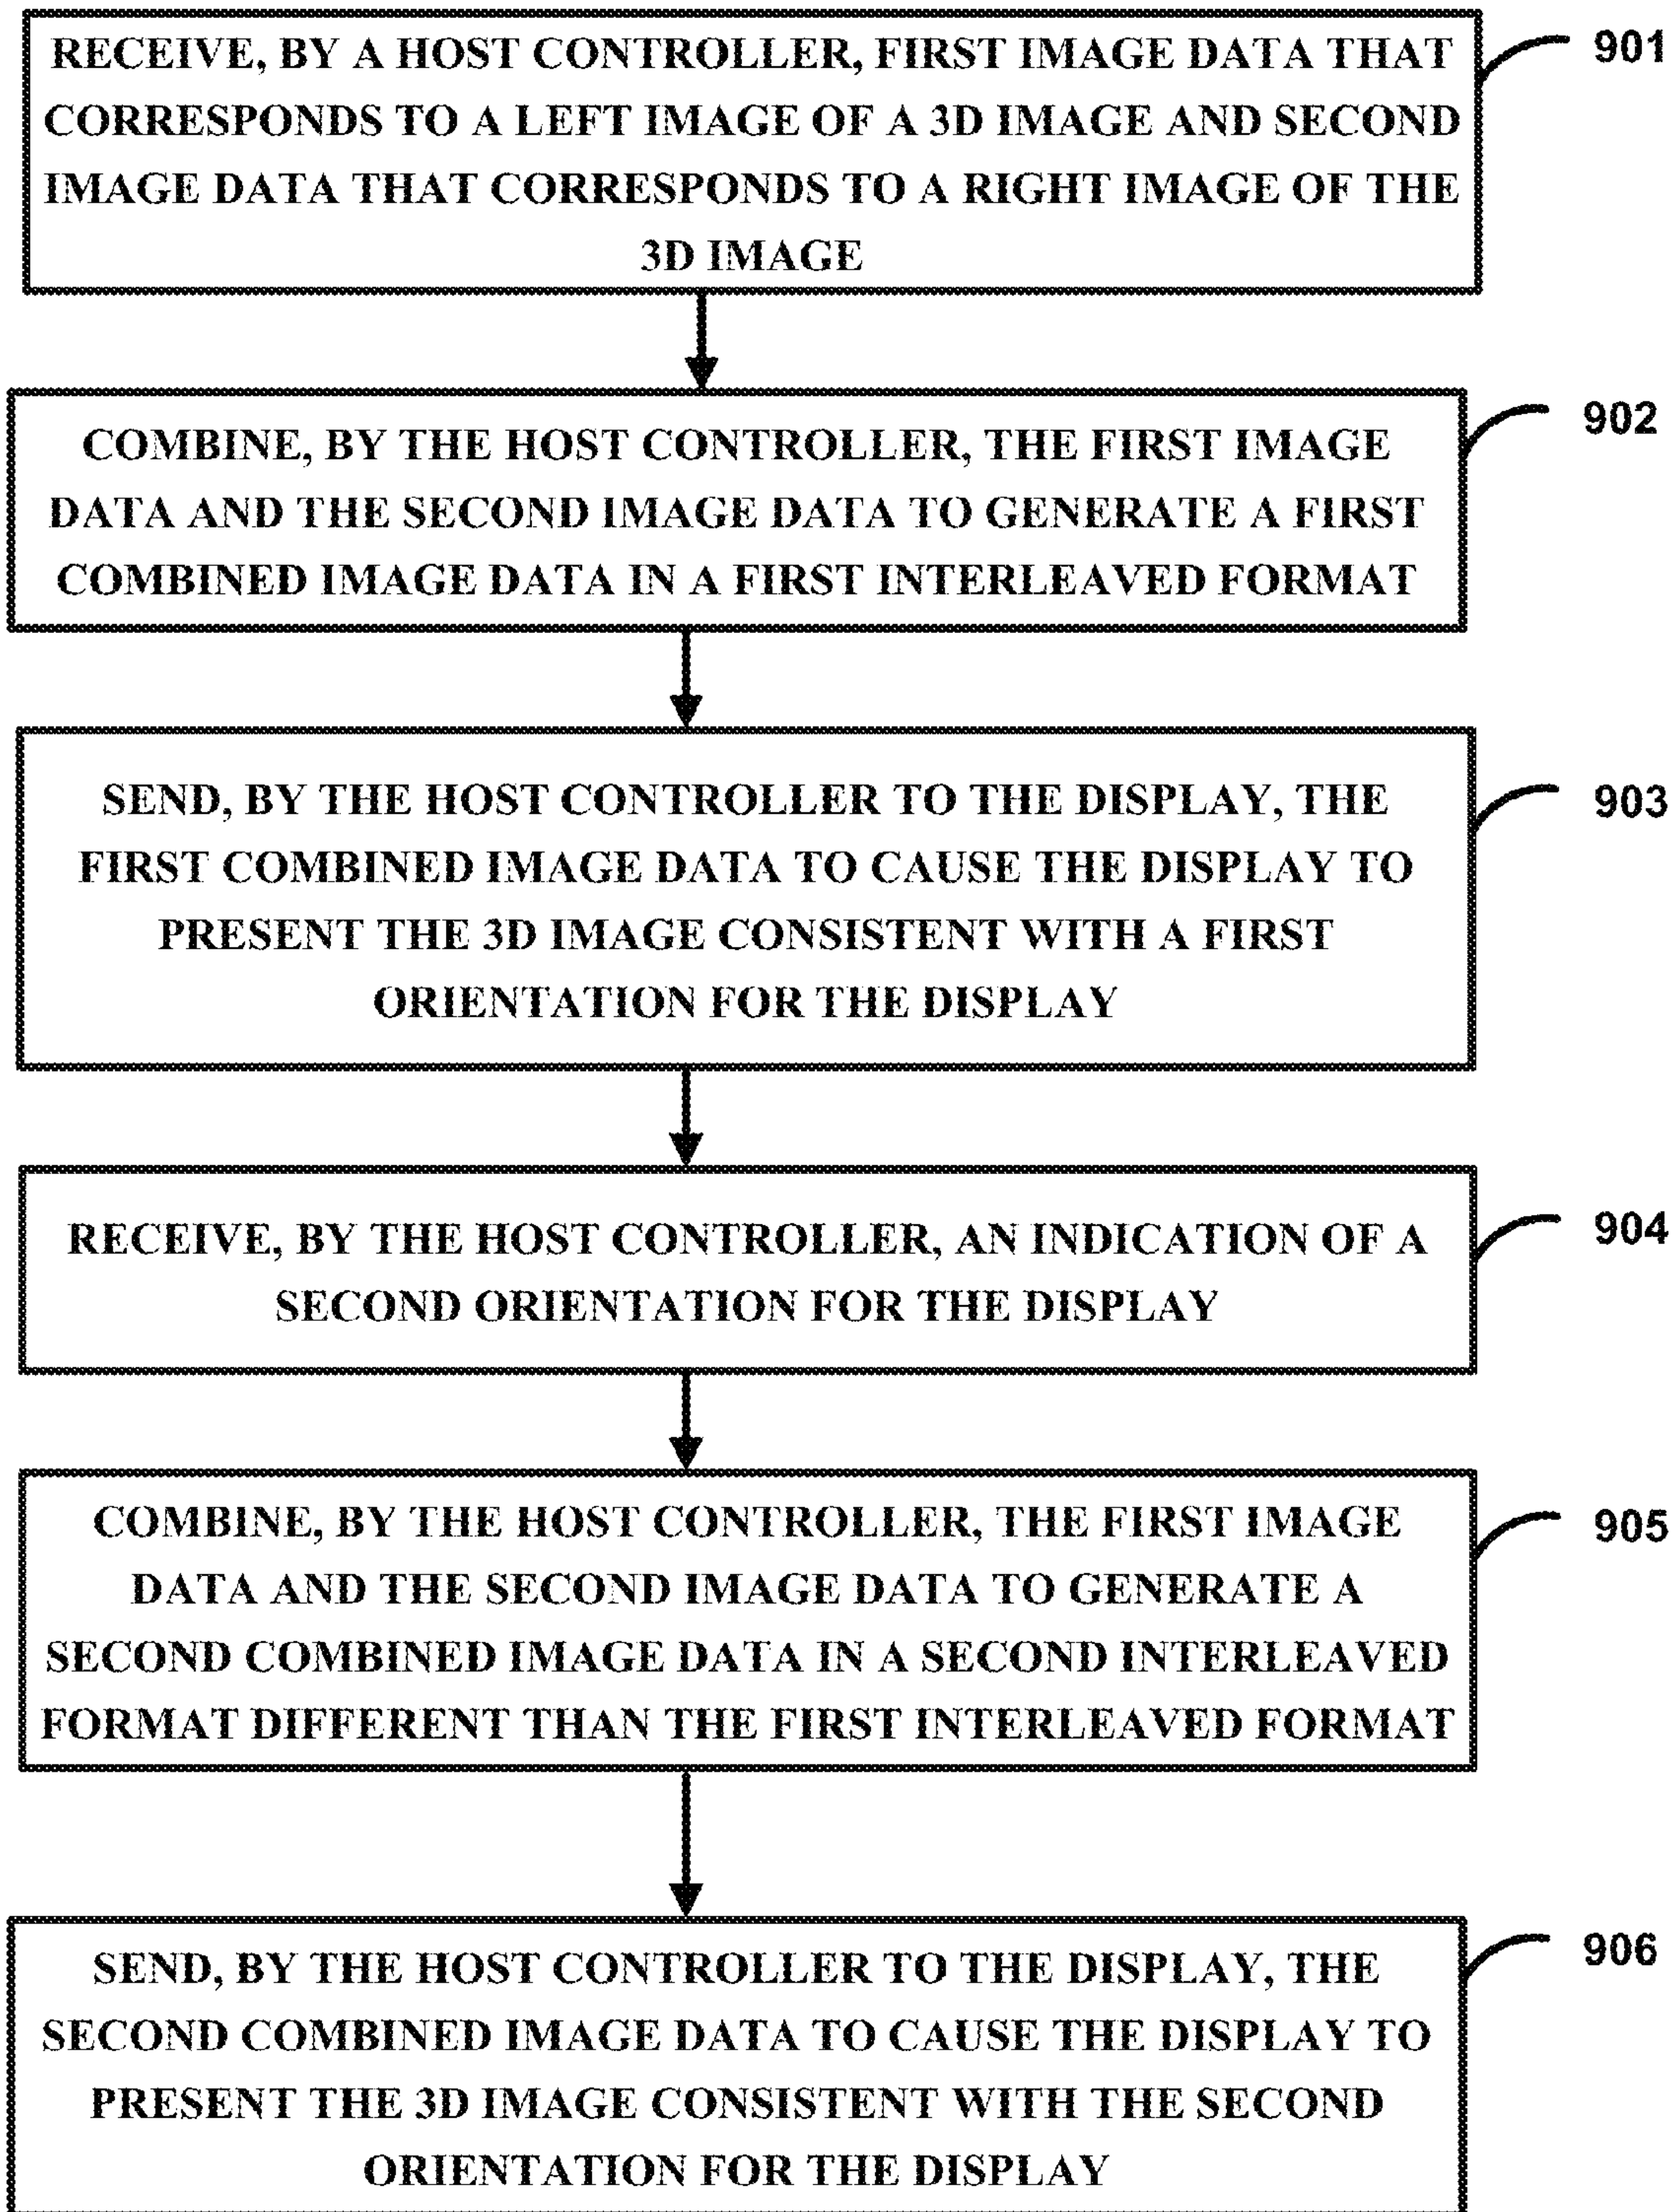 RECEIVE, BY A HOST CONTROLLER, FIRST IMAGE DATA THAT
CORRESPONDS TO A LEFT IMAGE OF A 3D IMAGE AND SECOND
IMAGE DATA THAT CORRESPONDS TO A RIGHT IMAGE OF THE
3D IMAGE
901
COMBINE, BY THE HOST CONTROLLER, THE FIRST IMAGE
DATA AND THE SECOND IMAGE DATA TO GENERATE A FIRST
COMBINED IMAGE DATA IN A FIRST INTERLEAVED FORMAT
902
SEND, BY THE HOST CONTROLLER TO THE DISPLAY, THE
FIRST COMBINED IMAGE DATA TO CAUSE THE DISPLAY TO
PRESENT THE 3D IMAGE CONSISTENT WITH A FIRST
ORIENTATION FOR THE DISPLAY
903
RECEIVE, BY THE HOST CONTROLLER, AN INDICATION OF A
SECOND ORIENTATION FOR THE DISPLAY
904
COMBINE, BY THE HOST CONTROLLER, THE FIRST IMAGE
DATA AND THE SECOND IMAGE DATA TO GENERATE A
SECOND COMBINED IMAGE DATA IN A SECOND INTERLEAVED
FORMAT DIFFERENT THAN THE FIRST INTERLEAVED FORMAT
905
SEND, BY THE HOST CONTROLLER TO THE DISPLAY, THE
SECOND COMBINED IMAGE DATA TO CAUSE THE DISPLAY TO
PRESENT THE 3D IMAGE CONSISTENT WITH THE SECOND
ORIENTATION FOR THE DISPLAY
906